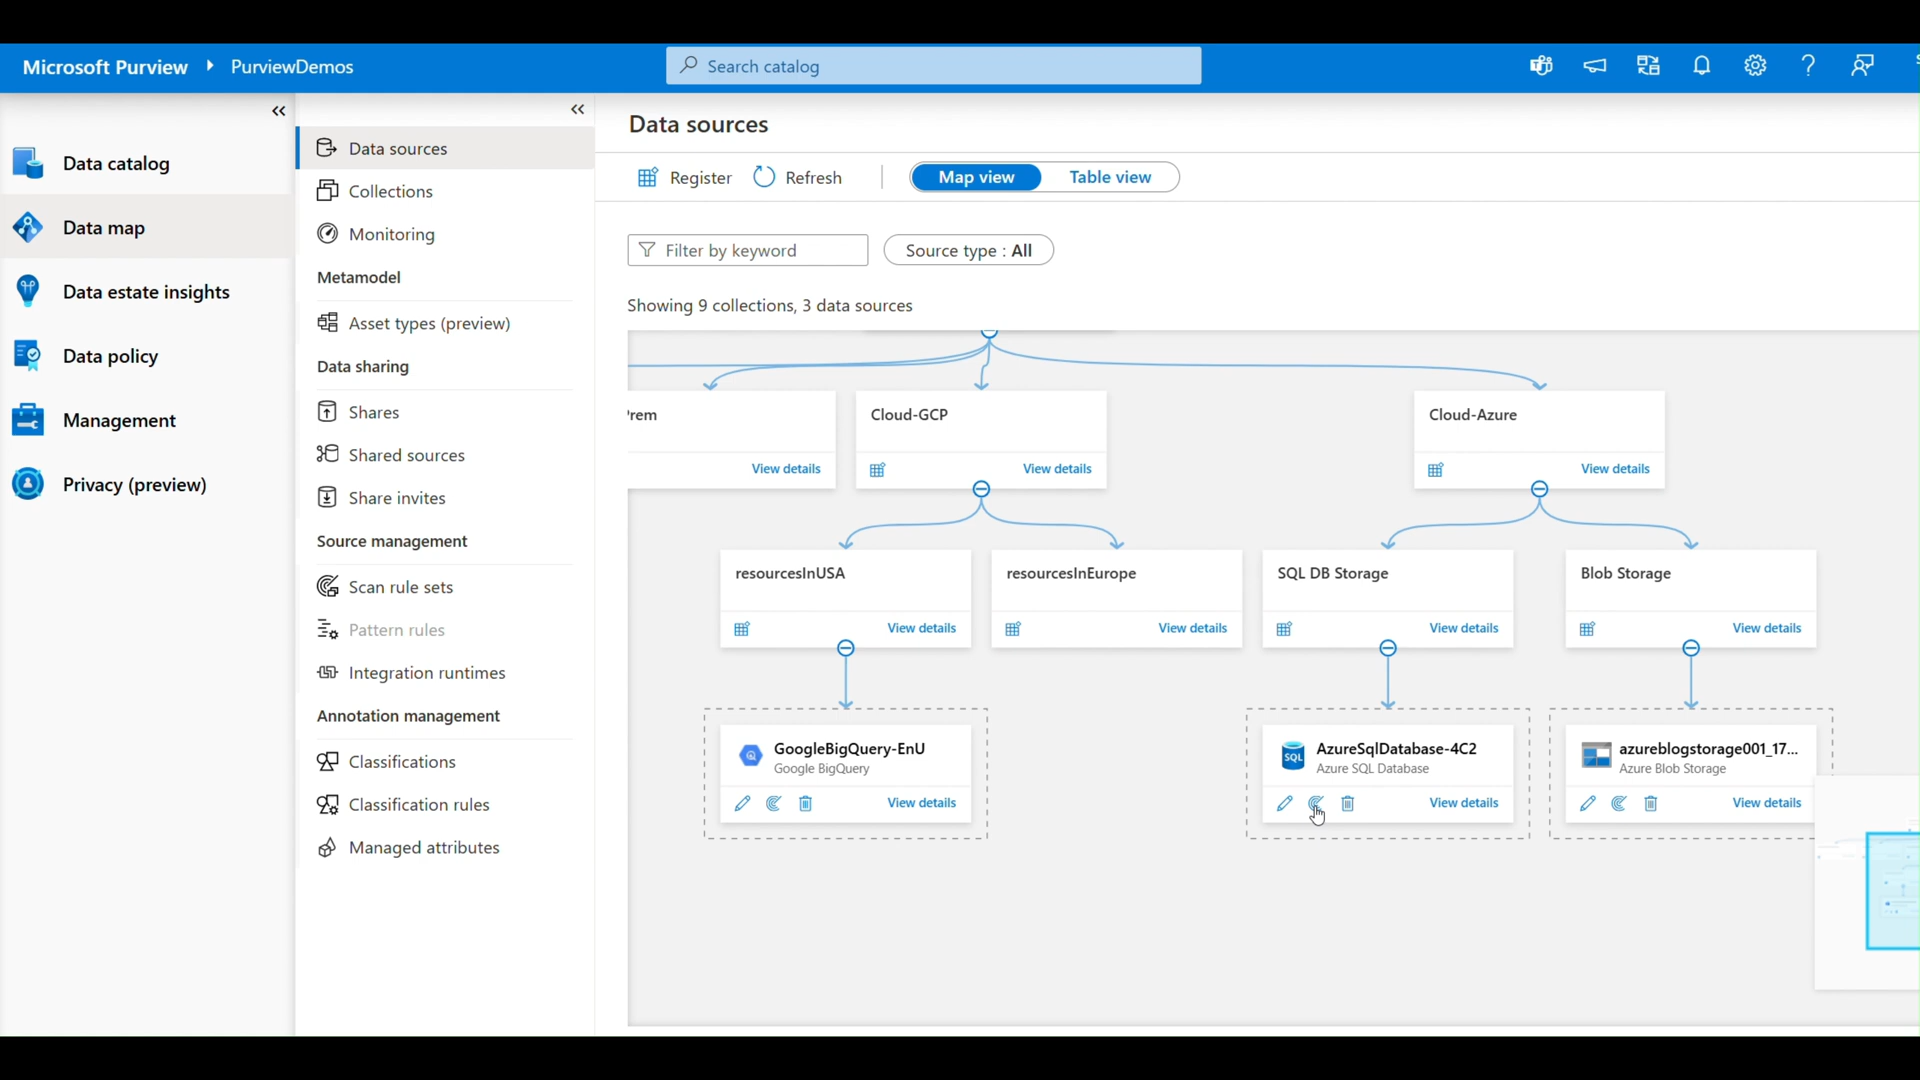 Microsoft Purview
PurviewDemos
Search catalog
Data catalog
Data map
Data estate insights
Data policy
Management
Privacy (preview)
Data sources
Collections
Monitoring
Metamodel
Asset types (preview)
Data sharing
Shares
Shared sources
Share invites
Source management
Scan rule sets
Pattern rules
Integration runtimes
Annotation management
Classifications
Classification rules
Managed attributes
Data sources
Register
Refresh
Map view
Table view
Filter by keyword
Source type : All
Showing 9 collections, 3 data sources
Prem
View details
Cloud-GCP
View details
Cloud-Azure
View details
resourcesInUSA
View details
resourcesInEurope
View details
SQL DB Storage
View details
Blob Storage
View details
GoogleBigQuery-EnU
Google BigQuery
View details
SQL
AzureSqlDatabase-4C2
Azure SQL Database
View details
azureblogstorage001_17...
Azure Blob Storage
View details